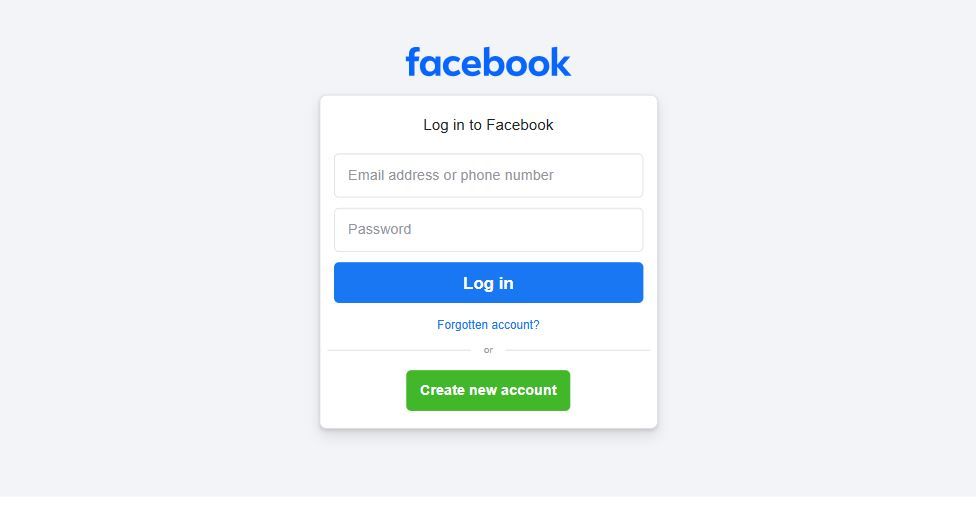 facebook
Log in to Facebook
Email address or phone number
Password
Log in
Forgotten account?
or
Create new account